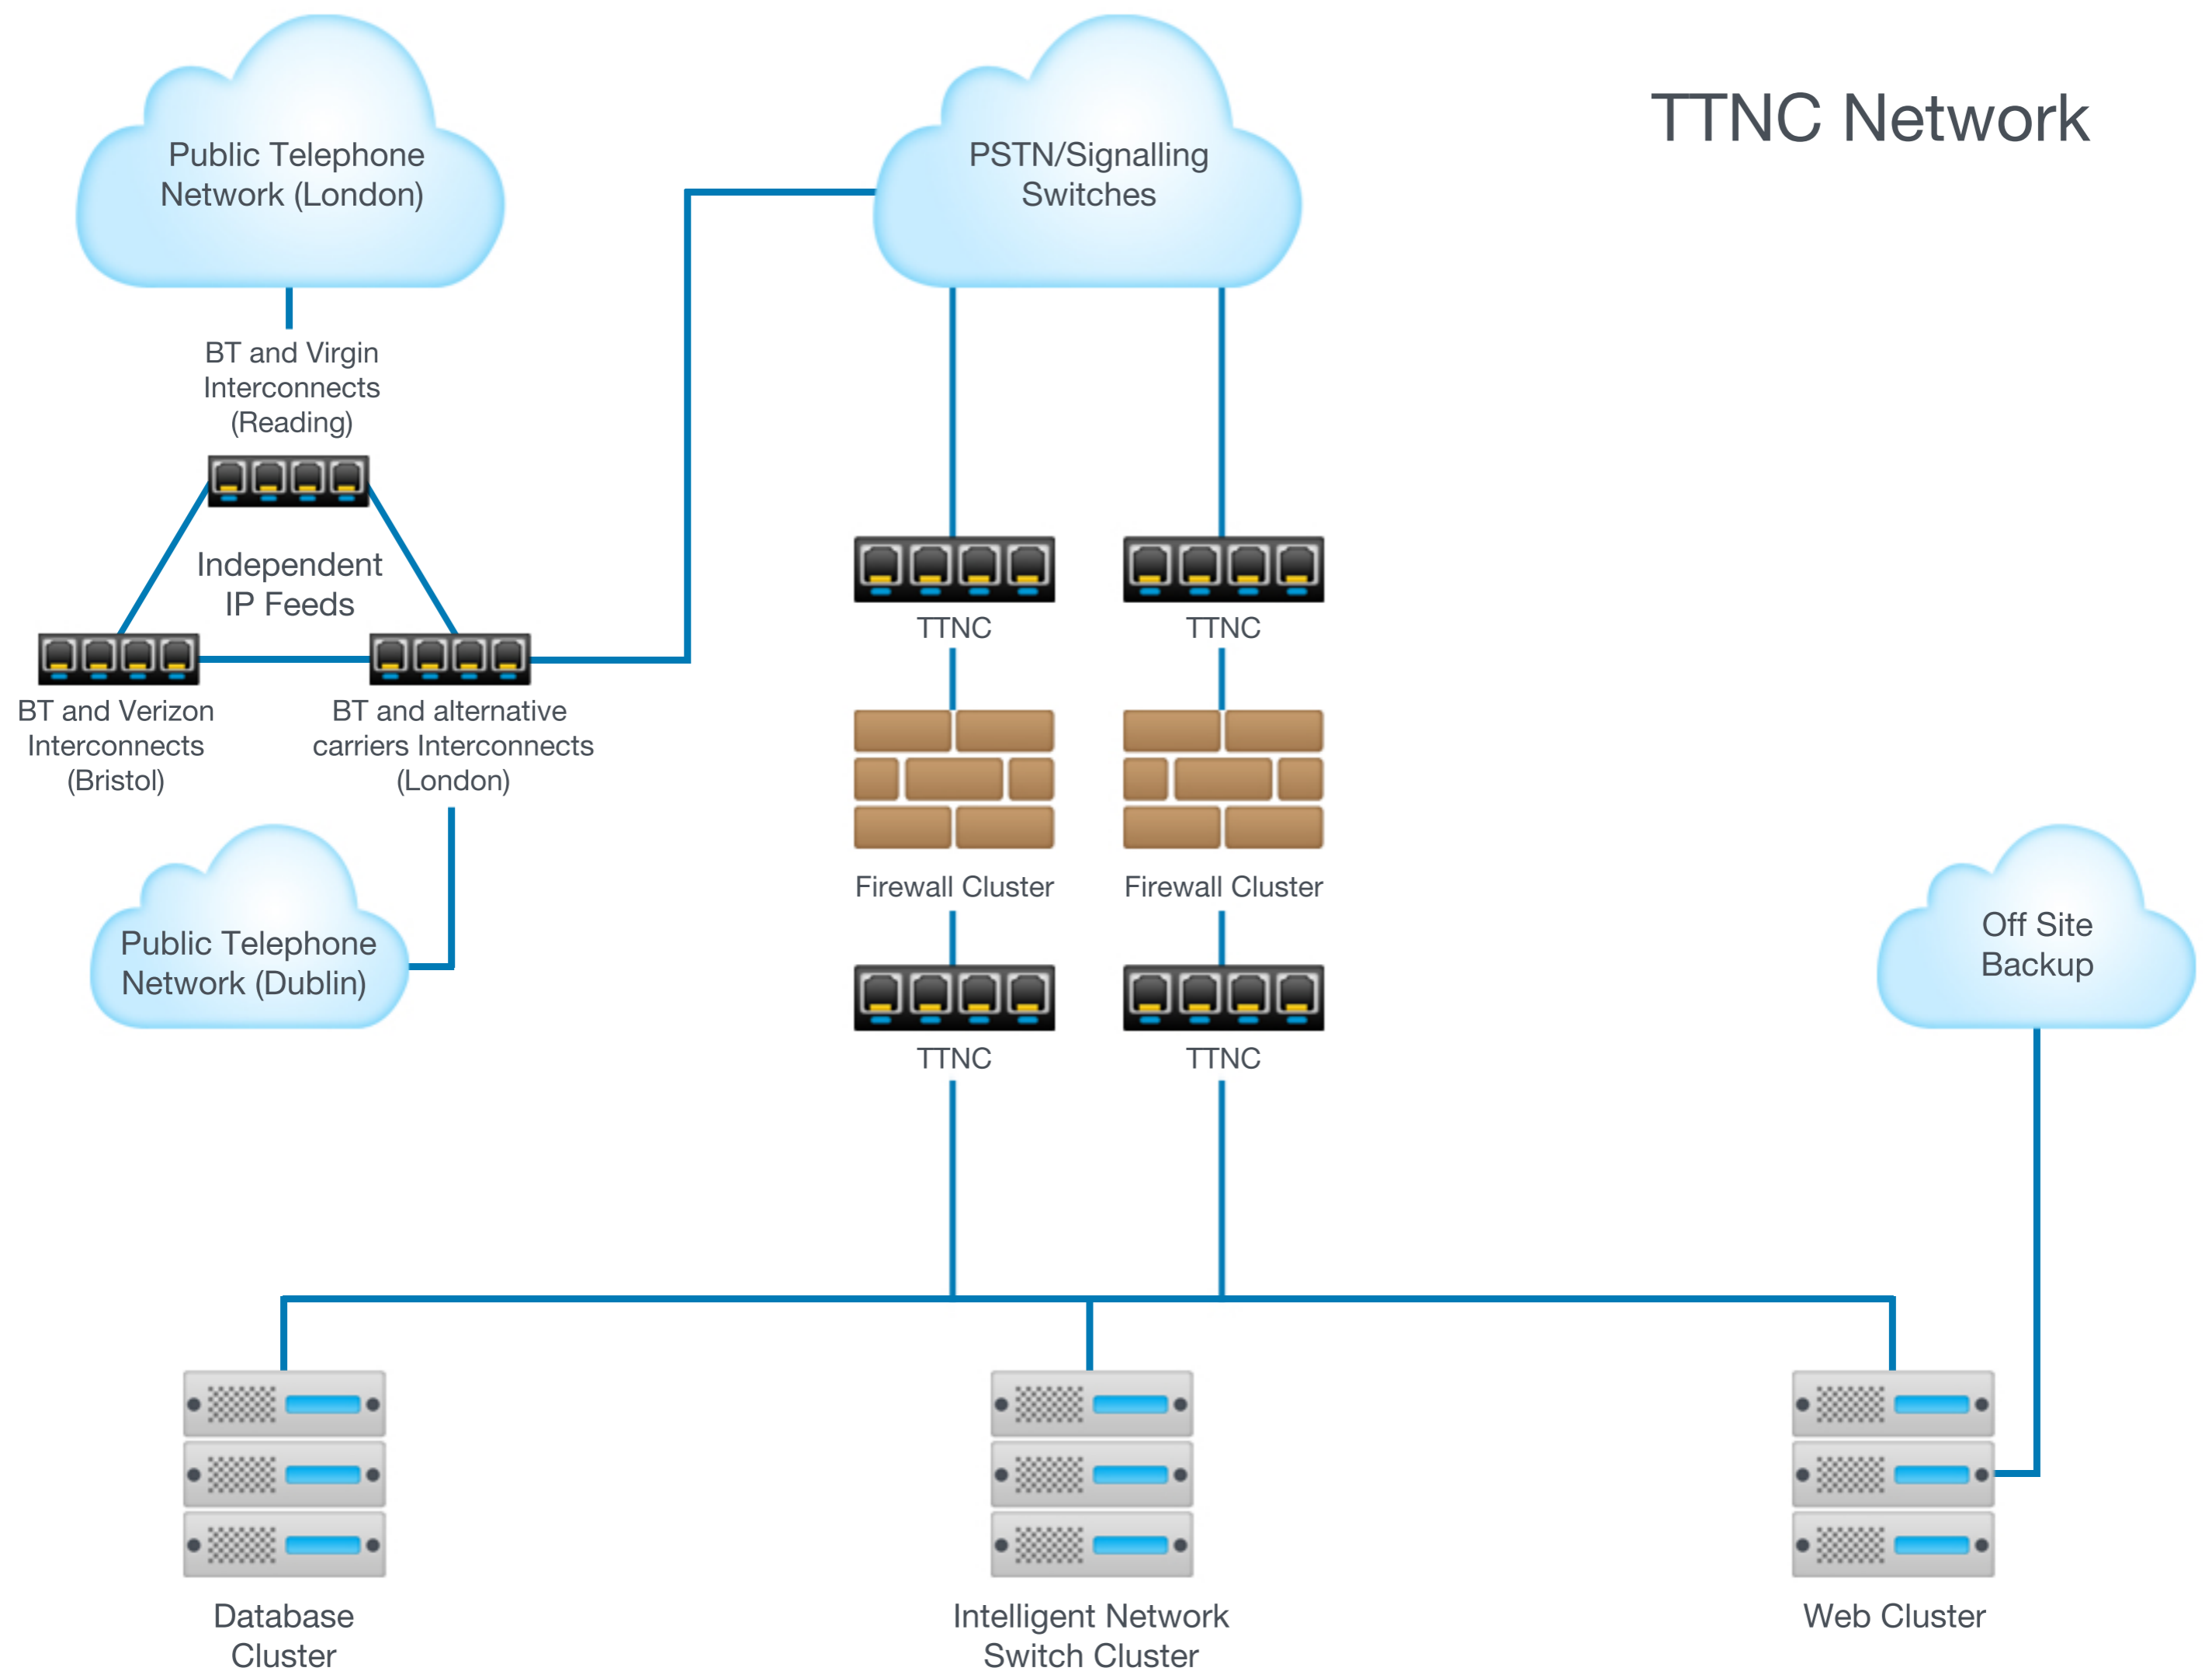 TTNC Network
Public Telephone
Network (London)
PSTN/Signalling
Switches
BT and Virgin
Interconnects
(Reading)
Independent
IP Feeds
BT and Verizon
Interconnects
(Bristol)
BT and alternative
carriers Interconnects
(London)
Public Telephone
Network (Dublin)
TTNC
TTNC
Firewall Cluster
Firewall Cluster
TTNC
TTNC
Off Site
Backup
Database
Cluster
Intelligent Network
Switch Cluster
Web Cluster